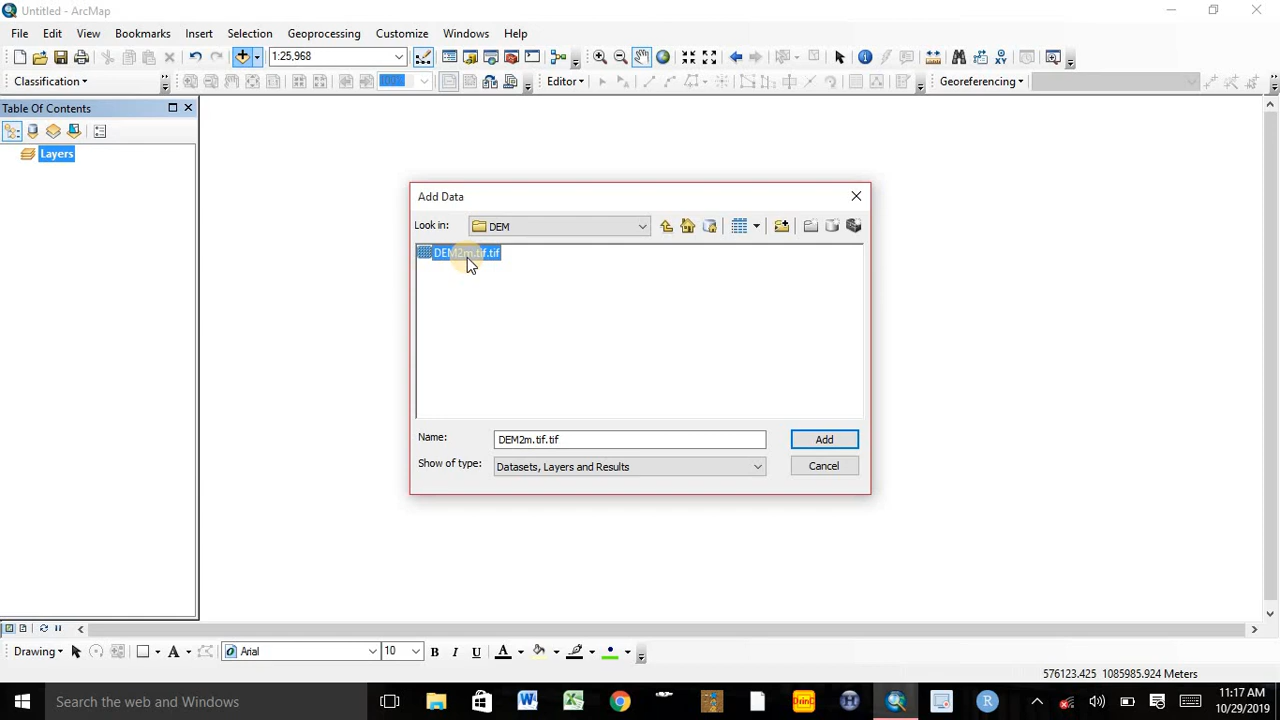 Untitled - ArcMap
File Edit View Bookmarks Insert Selection Geoprocessing Customize Windows Help
1:25,968
Classification 100% Editor Georeferencing
Table Of Contents
Layers
Add Data
Look in: DEM
DEM2m.tif.tif
Name: DEM2m.tif.tif Add
Show of type: Datasets, Layers and Results Cancel
Drawing A Arial 10 B I U A
576123.425 1085985.924 Meters
Search the web and Windows
11:17 AM
10/29/2019